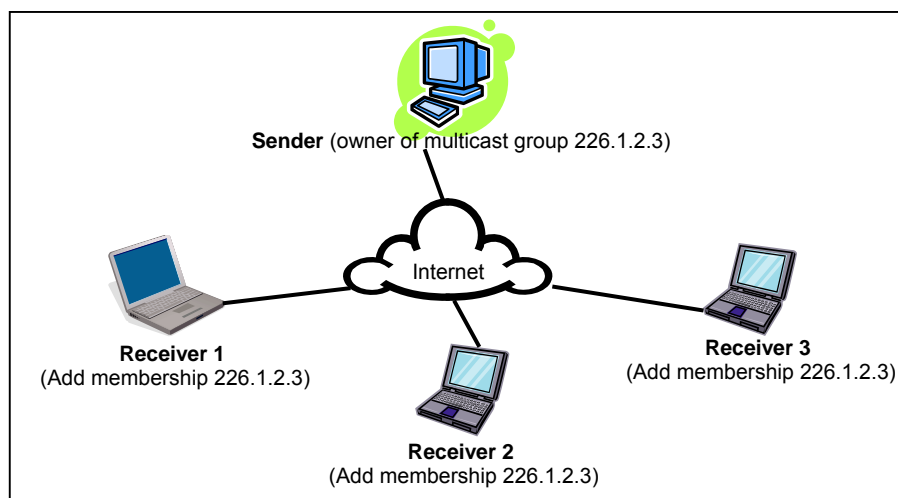 Sender (owner of multicast group 226.1.2.3)
Internet
Receiver 1
(Add membership 226.1.2.3)
Receiver 3
(Add membership 226.1.2.3)
Receiver 2
(Add membership 226.1.2.3)